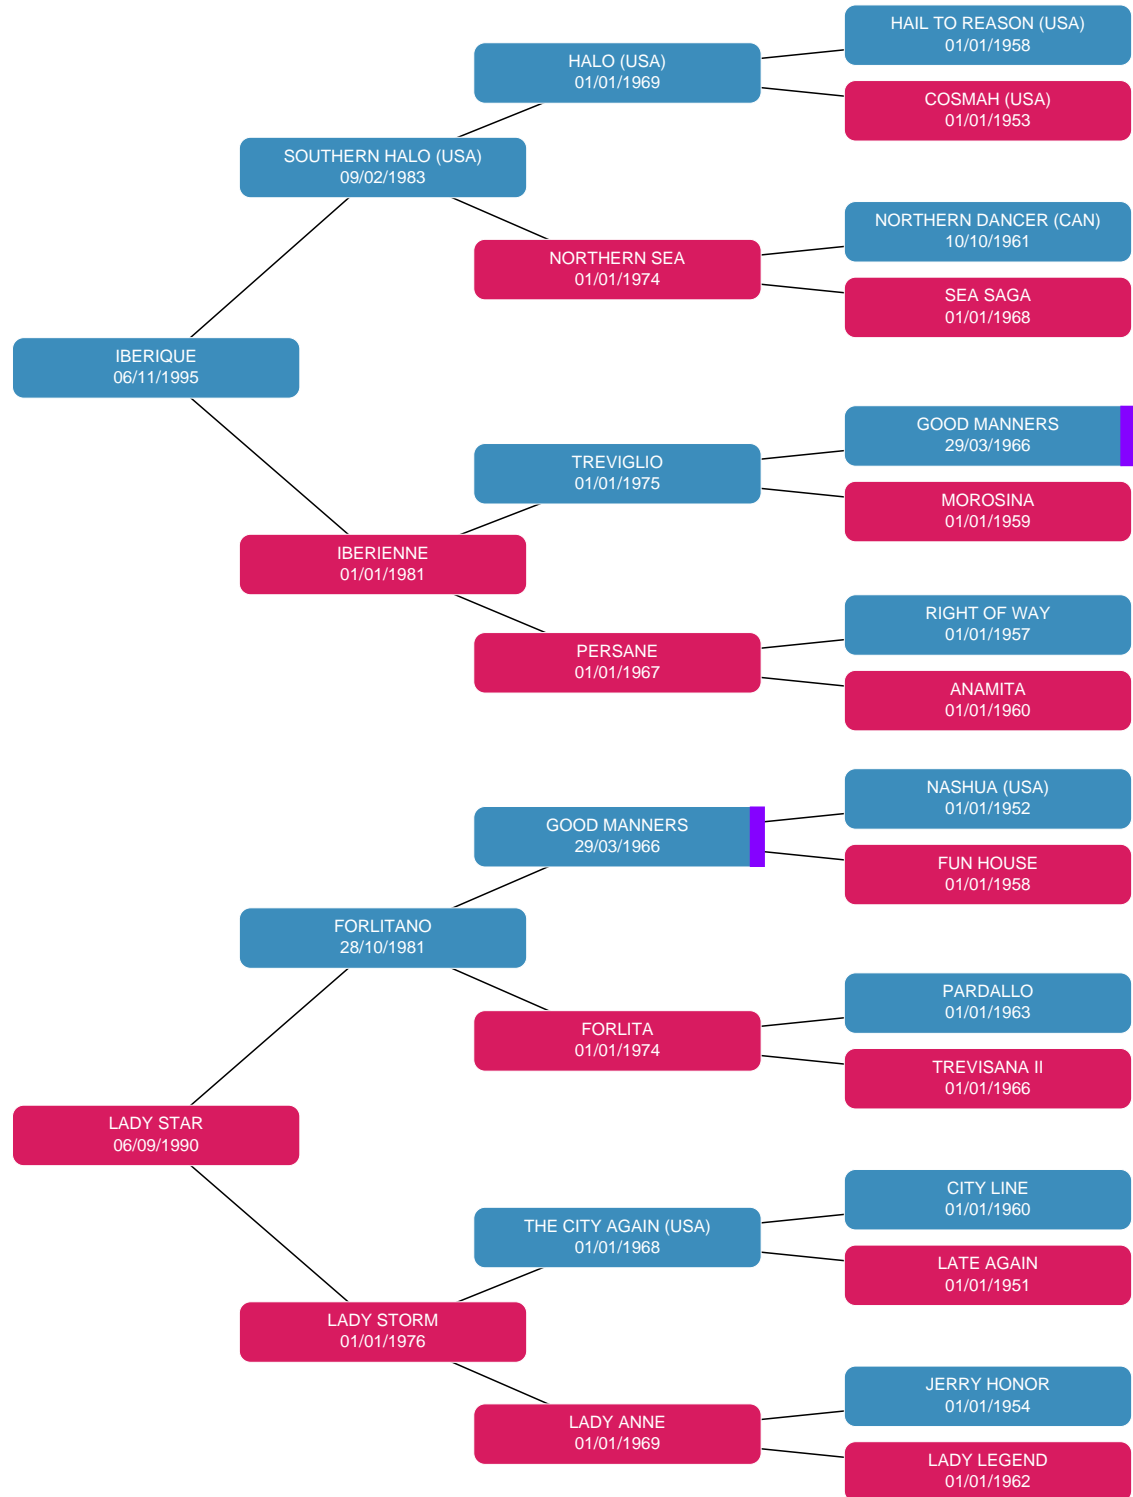 HAIL TO REASON (USA)
01/01/1958
HALO (USA)
01/01/1969
COSMAH (USA)
01/01/1953
SOUTHERN HALO (USA)
09/02/1983
NORTHERN DANCER (CAN)
10/10/1961
NORTHERN SEA
01/01/1974
SEA SAGA
01/01/1968
IBERIQUE
06/11/1995
GOOD MANNERS
29/03/1966
TREVIGLIO
01/01/1975
MOROSINA
01/01/1959
IBERIENNE
01/01/1981
RIGHT OF WAY
01/01/1957
PERSANE
01/01/1967
ANAMITA
01/01/1960
NASHUA (USA)
01/01/1952
GOOD MANNERS
29/03/1966
FUN HOUSE
01/01/1958
FORLITANO
28/10/1981
PARDALLO
01/01/1963
FORLITA
01/01/1974
TREVISANA II
01/01/1966
LADY STAR
06/09/1990
CITY LINE
01/01/1960
THE CITY AGAIN (USA)
01/01/1968
LATE AGAIN
01/01/1951
LADY STORM
01/01/1976
JERRY HONOR
01/01/1954
LADY ANNE
01/01/1969
LADY LEGEND
01/01/1962